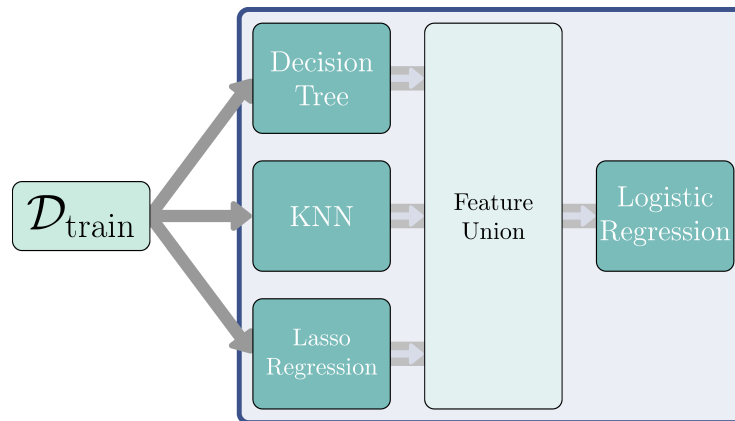 Decision
Tree
𝒟train
KNN
Feature
Union
Logistic
Regression
Lasso
Regression